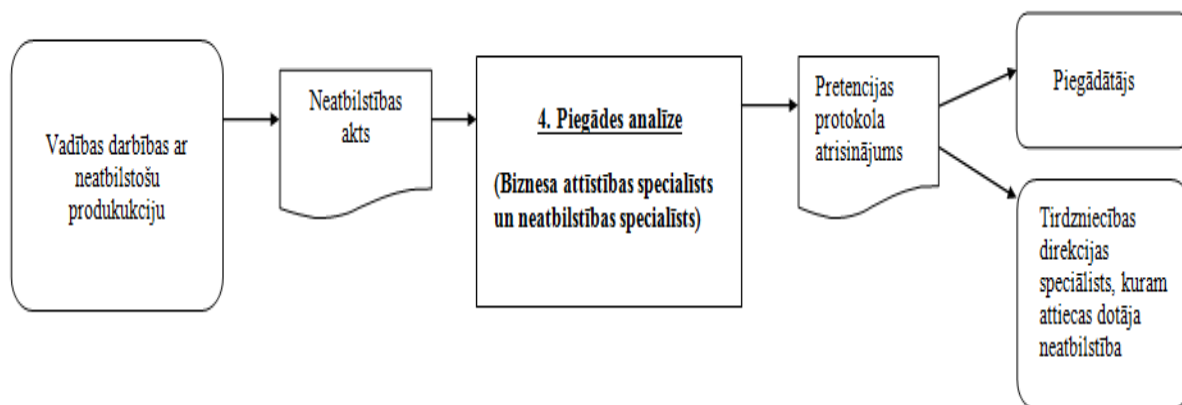 Vadības darbības ar
neatbilstošu
produkukciju
Neatbilstības
akts
4. Piegādes analīze
(Biznesa attīstības specialīsts
un neatbilstības specialīsts)
Pretencijas
protokola
atrisinājums
Piegādātājs
Tirdzniecības
direkcijas
speciālists, kuram
attiecas dotāja
neatbilstība